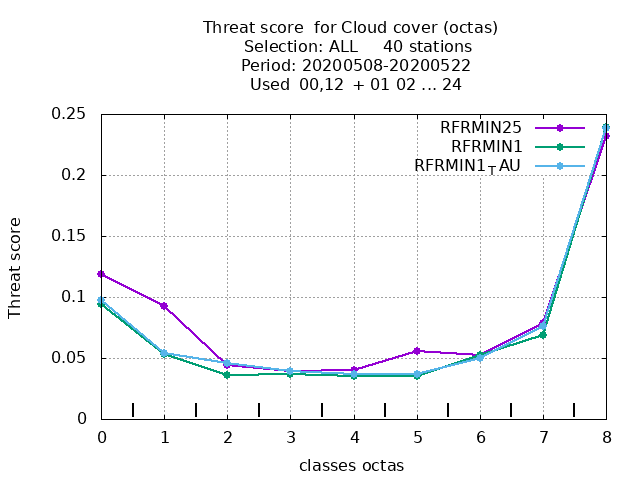 Threat score  for Cloud cover (octas)
Selection: ALL     40 stations
Period: 20200508-20200522
Used  00,12  + 01 02 ... 24
RFRMIN25
RFRMIN1
RFRMIN1TAU
0.25
0.2
0.15
0.1
0.05
0
Threat score
0 1 2 3 4 5 6 7 8
classes octas